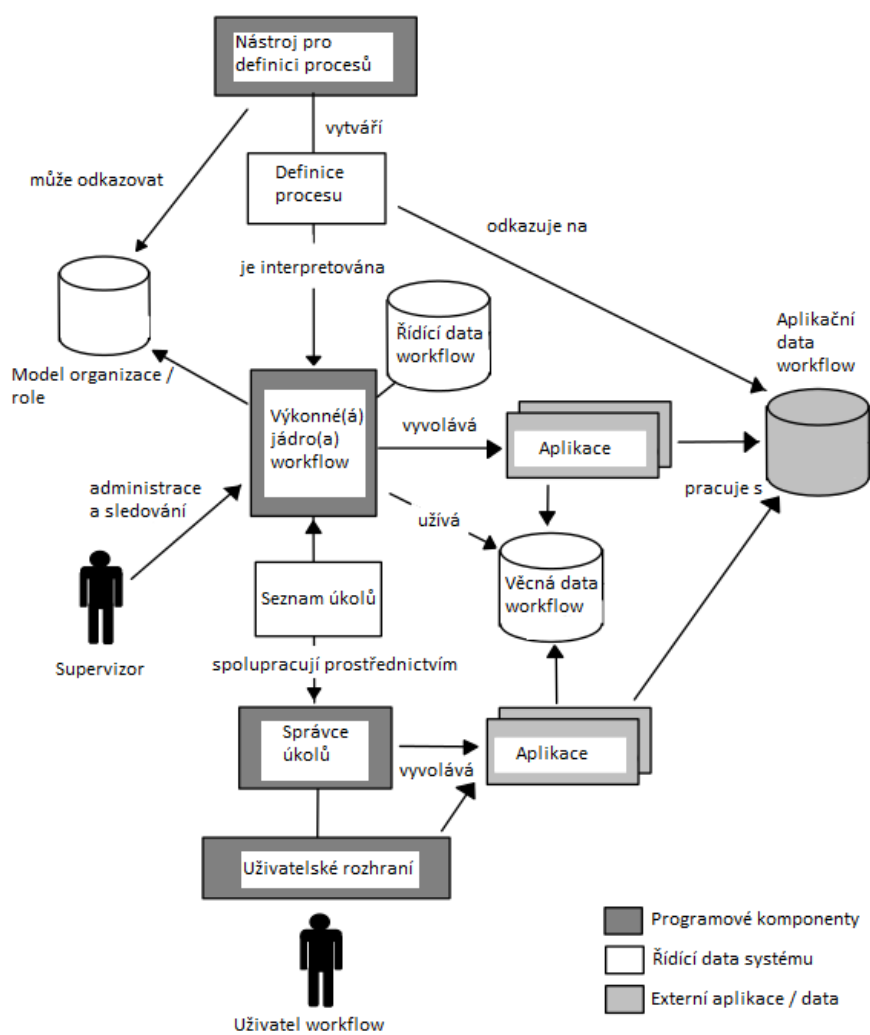 Nástroj pro
definici procesů
vytváří
může odkazovat
Definice
procesu
odkazuje na
je interpretována
Řídící data
workflow
Aplikační
data
workflow
Model organizace /
role
Výkonné(á)
jádro(a)
workflow
vyvolává
Aplikace
pracuje s
administrace
a sledování
užívá
Věcná data
workflow
Seznam úkolů
Supervizor
spolupracují prostřednictvím
Správce
úkolů
vyvolává
Aplikace
Uživatelské rozhraní
Programové komponenty
Řídící data systému
Externí aplikace / data
Uživatel workflow